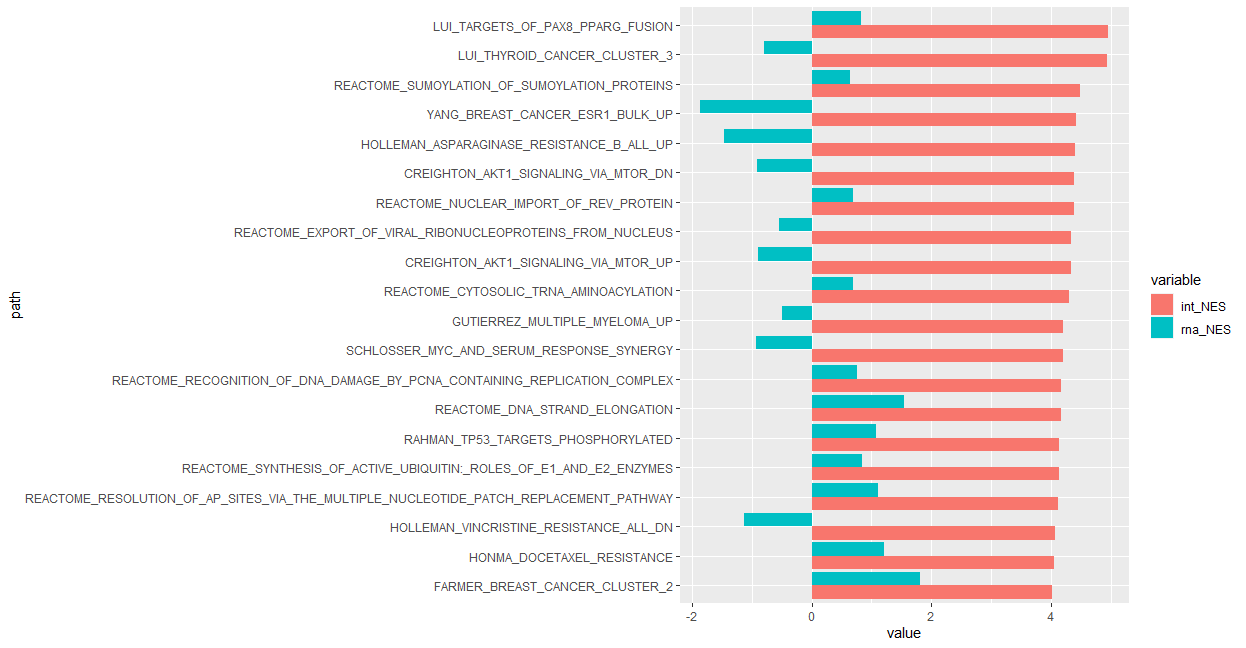 LUI_TARGETS_OF_PAX8_PPARG_FUSION
LUI_THYROID_CANCER_CLUSTER_3
REACTOME_SUMOYLATION_OF_SUMOYLATION_PROTEINS
YANG_BREAST_CANCER_ESR1_BULK_UP
HOLLEMAN_ASPARAGINASE_RESISTANCE_B_ALL_UP
CREIGHTON_AKT1_SIGNALING_VIA_MTOR_DN
REACTOME_NUCLEAR_IMPORT_OF_REV_PROTEIN
REACTOME_EXPORT_OF_VIRAL_RIBONUCLEOPROTEINS_FROM_NUCLEUS
CREIGHTON_AKT1_SIGNALING_VIA_MTOR_UP
REACTOME_CYTOSOLIC_TRNA_AMINOACYLATION
GUTIERREZ_MULTIPLE_MYELOMA_UP
SCHLOSSER_MYC_AND_SERUM_RESPONSE_SYNERGY
REACTOME_RECOGNITION_OF_DNA_DAMAGE_BY_PCNA_CONTAINING_REPLICATION_COMPLEX
REACTOME_DNA_STRAND_ELONGATION
RAHMAN_TP53_TARGETS_PHOSPHORYLATED
REACTOME_SYNTHESIS_OF_ACTIVE_UBIQUITIN:_ROLES_OF_E1_AND_E2_ENZYMES
REACTOME_RESOLUTION_OF_AP_SITES_VIA_THE_MULTIPLE_NUCLEOTIDE_PATCH_REPLACEMENT_PATHWAY
HOLLEMAN_VINCRISTINE_RESISTANCE_ALL_DN
HONMA_DOCETAXEL_RESISTANCE
FARMER_BREAST_CANCER_CLUSTER_2
path
-2 0 2 4
value
variable
int_NES
rna_NES